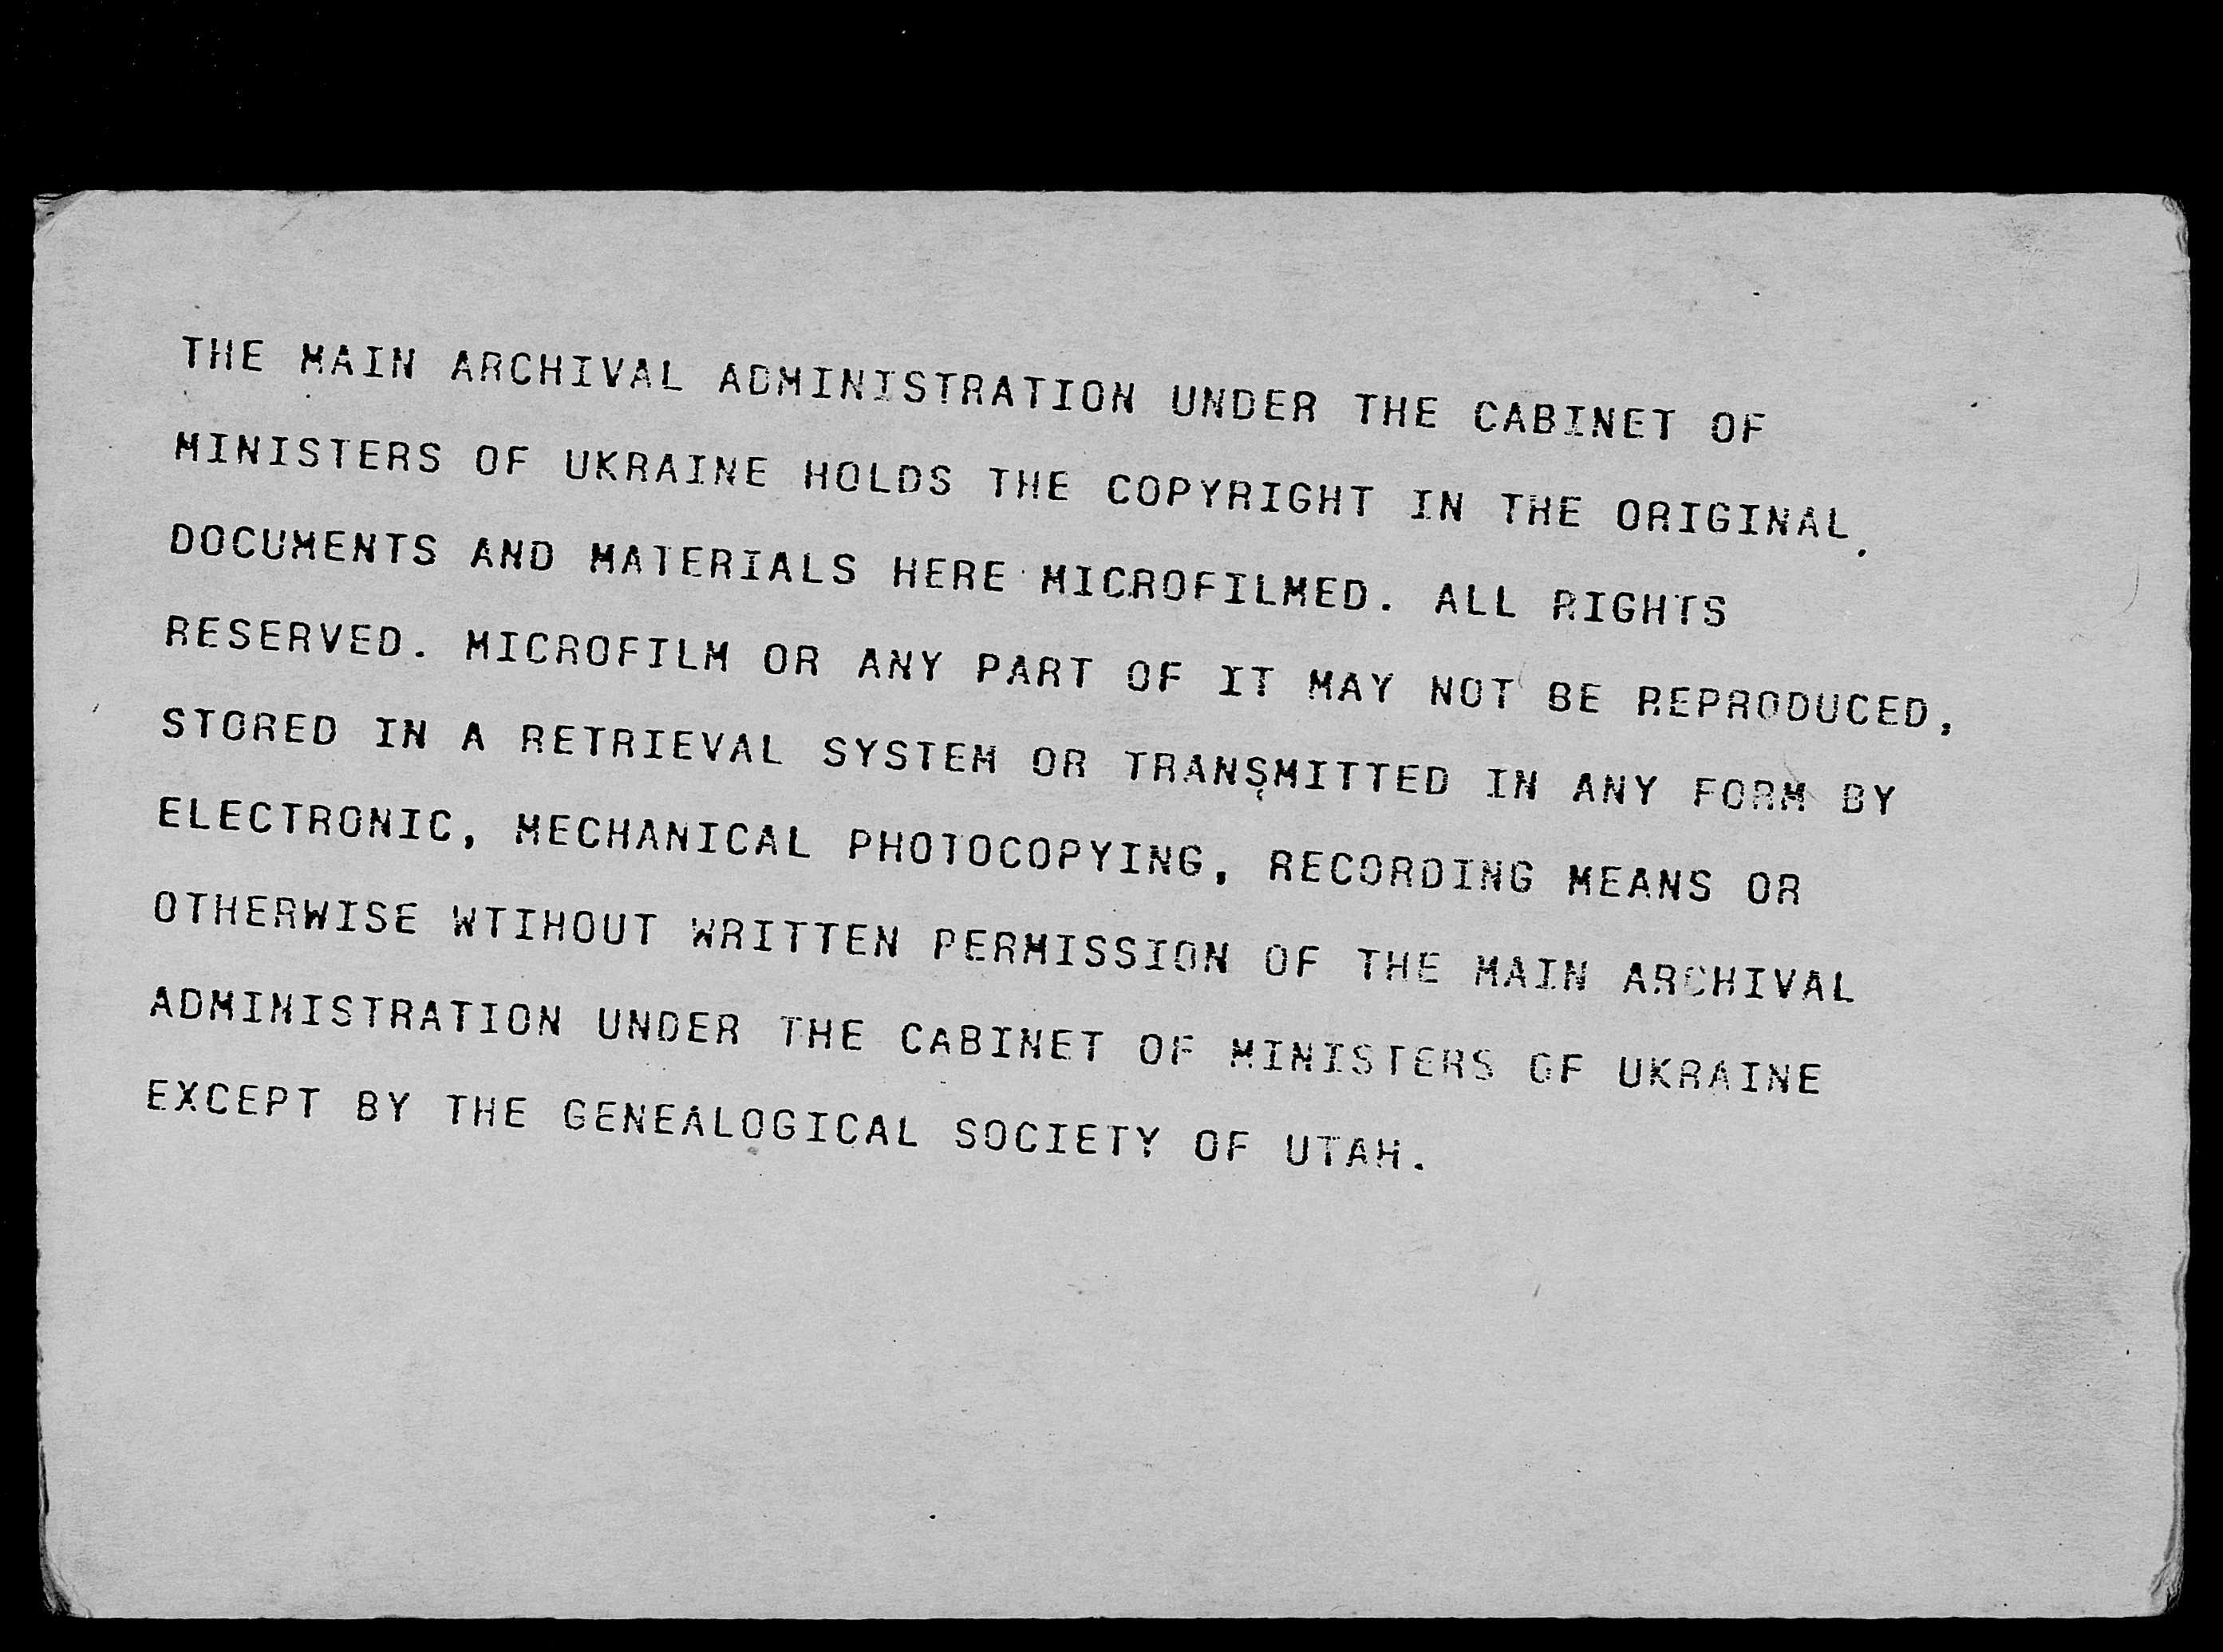 THE MAIN ARCHIVAL ADMINISTRATION UNDER THE CABINET OF
MINISTERS OF UKRAINE HOLDS THE COPYRIGHT IN THE ORIGINAL
DOCUMENTS AND MATERIALS HERE MICROFILMED. ALL RIGHTS
RESERVED. MICROFILM OR ANY PART OF IT MAY NOT BE REPRODUCED,
STORED IN A RETRIEVAL SYSTEM OR TRANSMITTED IN ANY FORM BY
ELECTRONIC, MECHANICAL PHOTOCOPYING, RECORDING MEANS OR
OTHERWISE WTIHOUT WRITTEN PERMISSION OF THE MAIN ARCHIVAL
ADMINISTRATION UNDER THE CABINET OF MINISTERS OF UKRAINE
EXCEPT BY THE GENEALOGICAL SOCIETY OF UTAH.